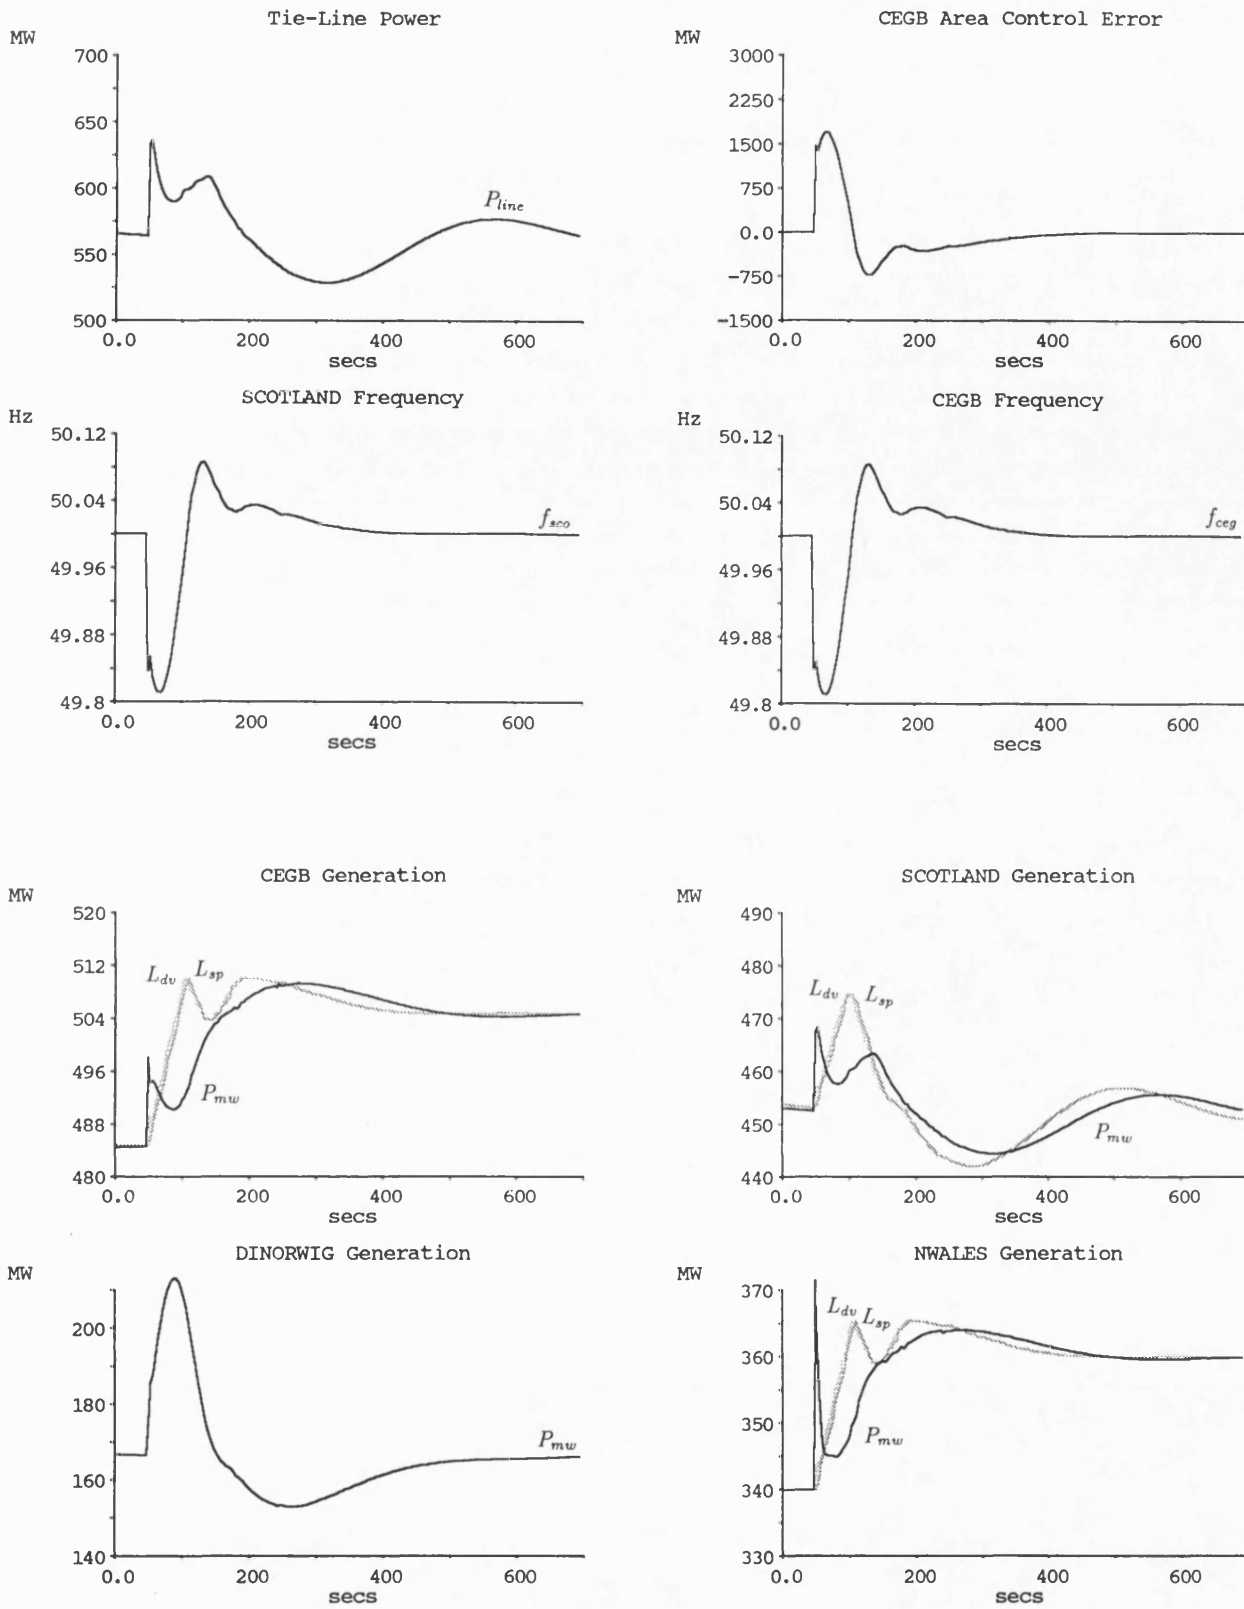 Tie-Line Power
MW
700
650
600
550
500
P_line
0.0 200 400 600
secs
CEGB Area Control Error
MW
3000
2250
1500
750
0.0
-750
-1500
0.0 200 400 600
secs
SCOTLAND Frequency
Hz
50.12
50.04
49.96
49.88
49.8
f_sco
0.0 200 400 600
secs
CEGB Frequency
Hz
50.12
50.04
49.96
49.88
49.8
f_ceg
0.0 200 400 600
secs
CEGB Generation
MW
520
512
504
496
488
480
L_dv L_sp
P_mw
0.0 200 400 600
secs
SCOTLAND Generation
MW
490
480
470
460
450
440
L_dv L_sp
P_mw
0.0 200 400 600
secs
DINORWIG Generation
MW
200
180
160
140
P_mw
0.0 200 400 600
secs
NWALES Generation
MW
370
360
350
340
330
L_dv L_sp
P_mw
0.0 200 400 600
secs